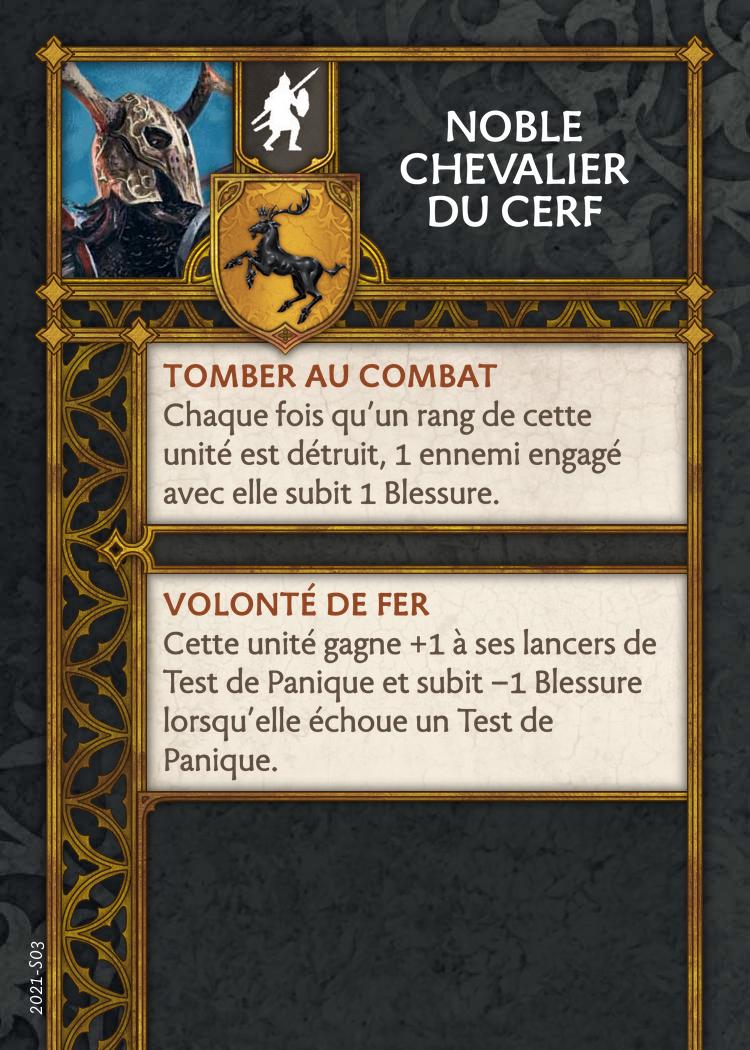 NOBLE
CHEVALIER
DU CERF
TOMBER AU COMBAT
Chaque fois qu’un rang de cette
unité est détruit, 1 ennemi engagé
avec elle subit 1 Blessure.
VOLONTÉ DE FER
Cette unité gagne +1 à ses lancers de
Test de Panique et subit –1 Blessure
lorsqu’elle échoue un Test de
Panique.
2021-S03